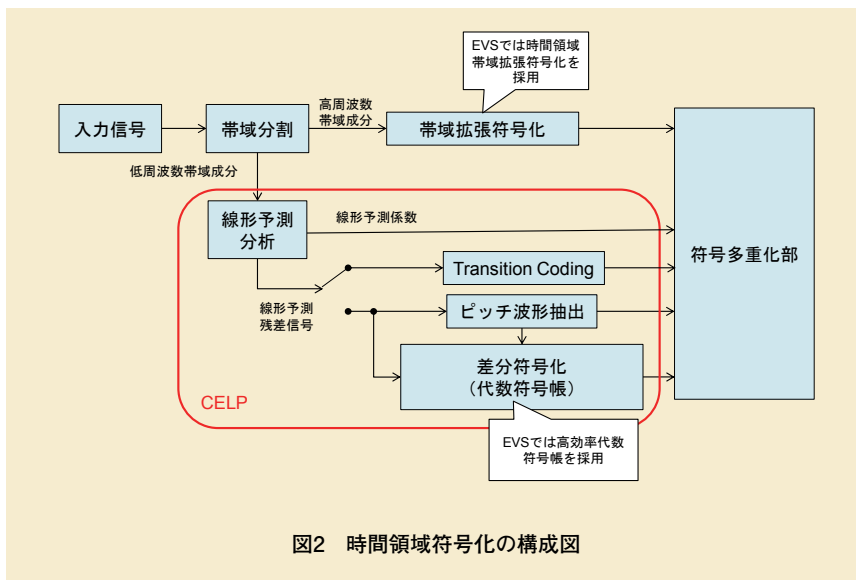 EVSでは時間領域
帯域拡張符号化を
採用
入力信号
帯域分割
高周波数
帯域成分
帯域拡張符号化
低周波数帯域成分
線形予測
分析
線形予測係数
符号多重化部
Transition Coding
線形予測
残差信号
ピッチ波形抽出
差分符号化
（代数符号帳）
CELP
EVSでは高効率代数
符号帳を採用
図2　時間領域符号化の構成図